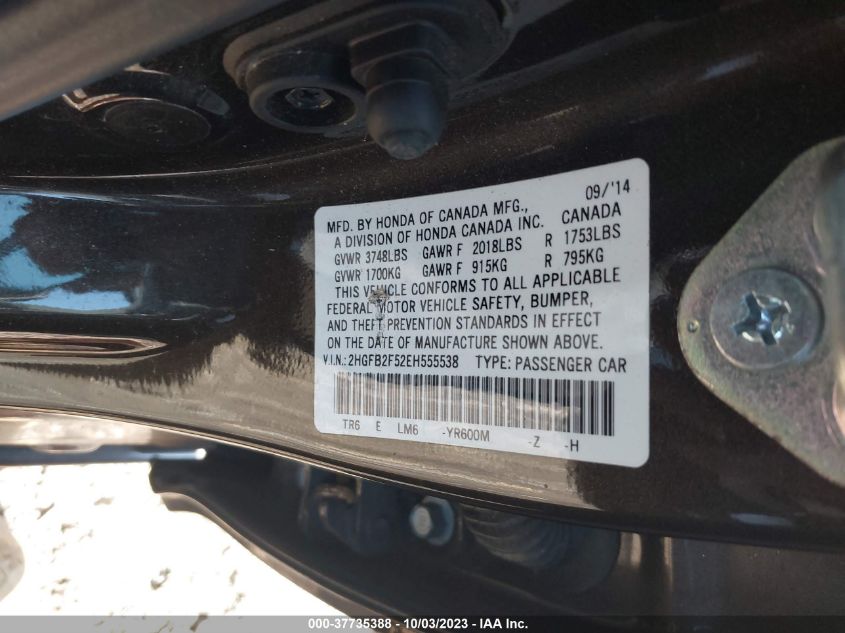 09/'14
MFD. BY HONDA OF CANADA MFG.,
A DIVISION OF HONDA CANADA INC. CANADA
GVWR 3748LBS GAWR F 2018LBS R 1753LBS
GVWR 1700KG GAWR F 915KG R 795KG
THIS VEHICLE CONFORMS TO ALL APPLICABLE
FEDERAL MOTOR VEHICLE SAFETY, BUMPER,
AND THEFT PREVENTION STANDARDS IN EFFECT
ON THE DATE OF MANUFACTURE SHOWN ABOVE.
V.I.N.: 2HGFB2F52EH555538 TYPE: PASSENGER CAR
TR6 E LM6 -YR600M -Z -H
000-37735388 - 10/03/2023 - IAA Inc.